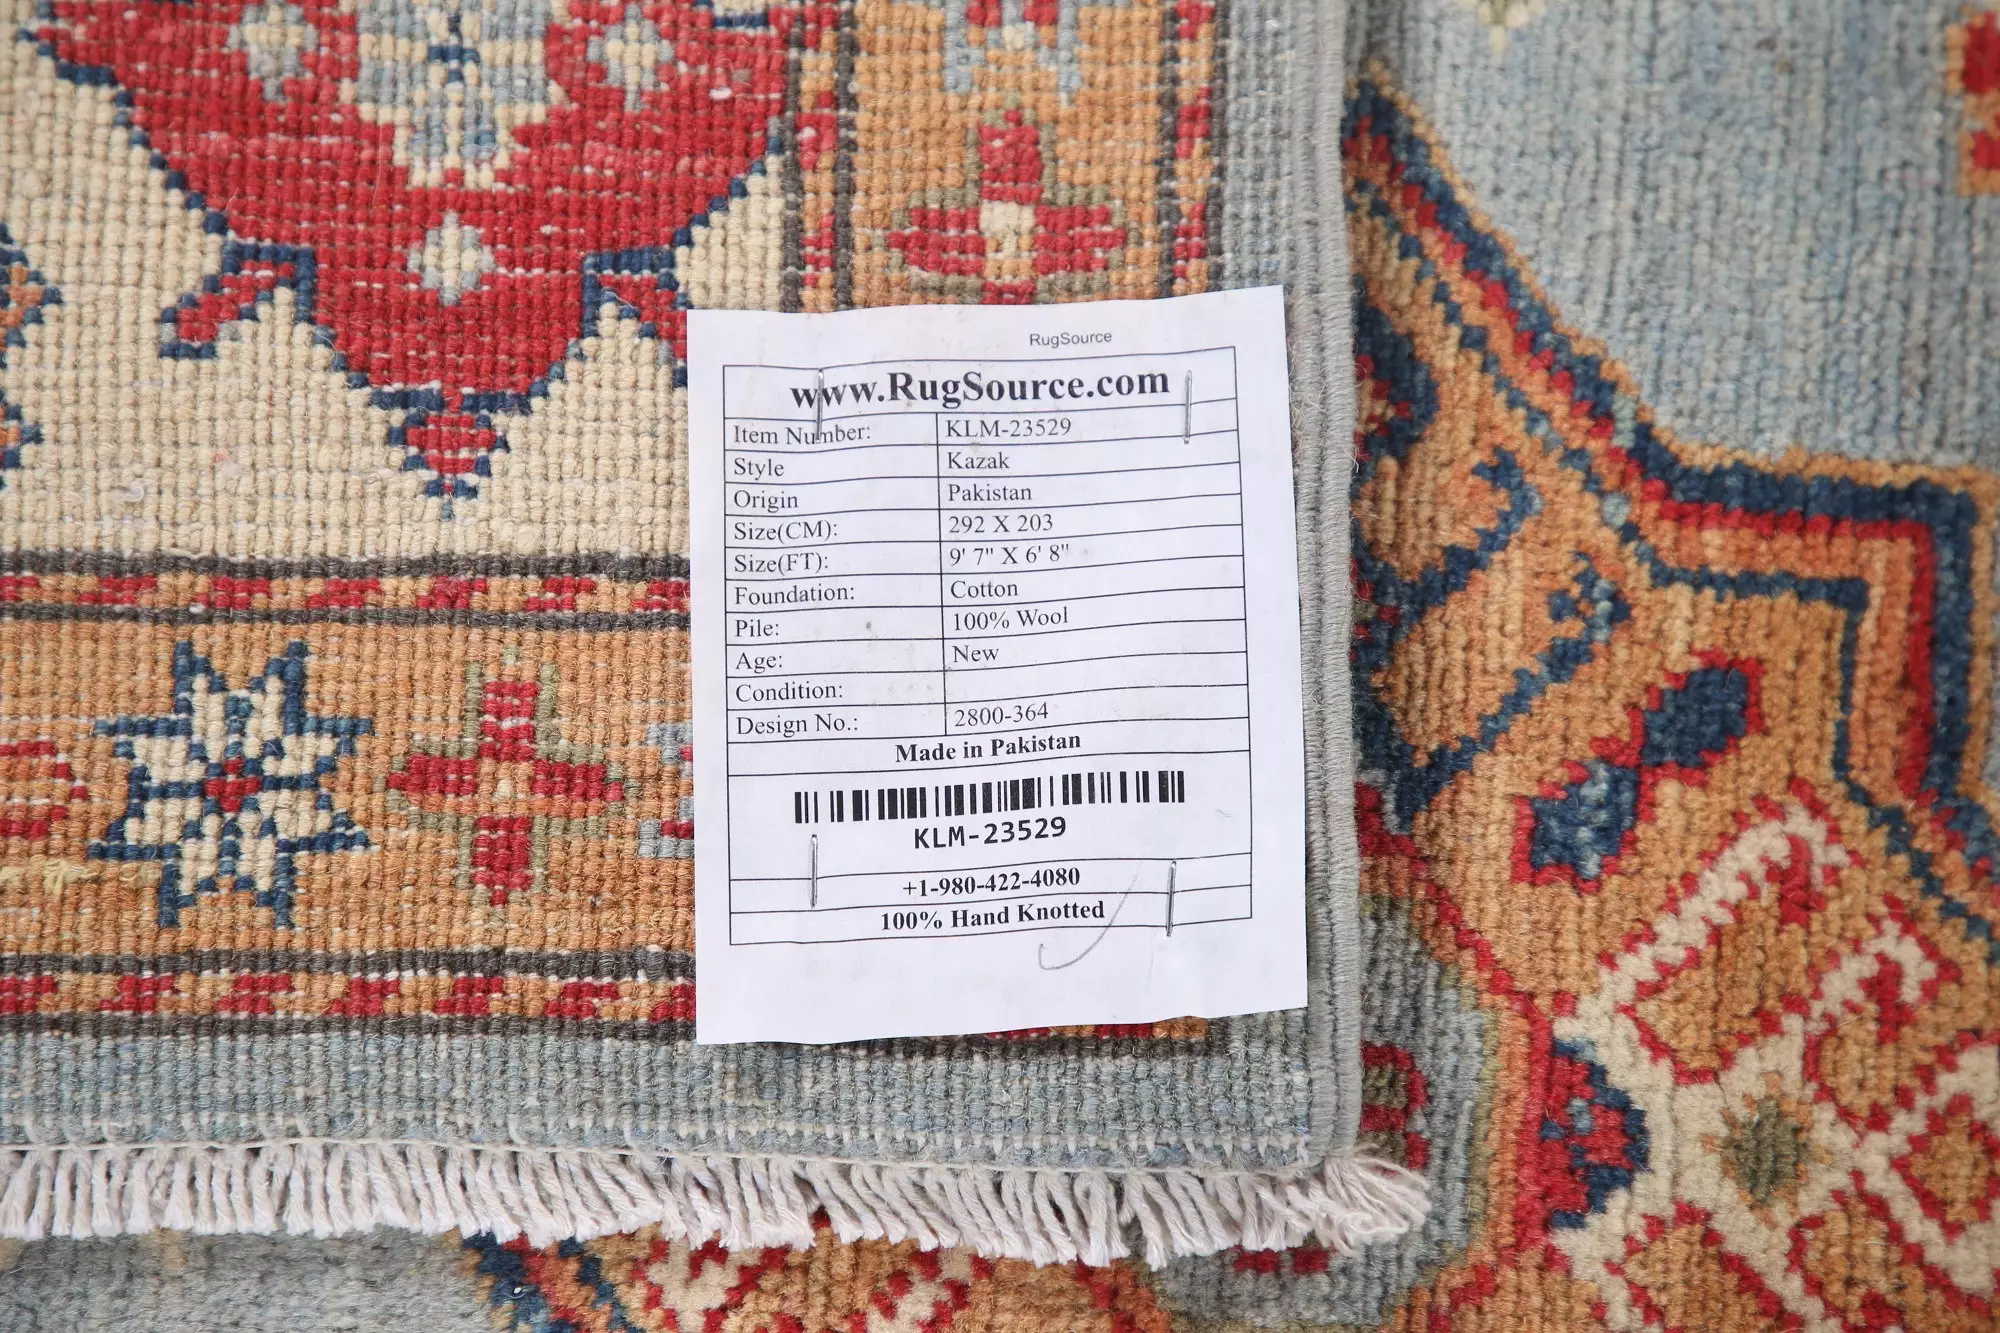 RugSource
www.RugSource.com
Item Number: KLM-23529
Style Kazak
Origin Pakistan
Size(CM): 292 X 203
Size(FT): 9' 7" X 6' 8"
Foundation: Cotton
Pile: 100% Wool
Age: New
Condition:
Design No.: 2800-364
Made in Pakistan
KLM-23529
+1-980-422-4080
100% Hand Knotted